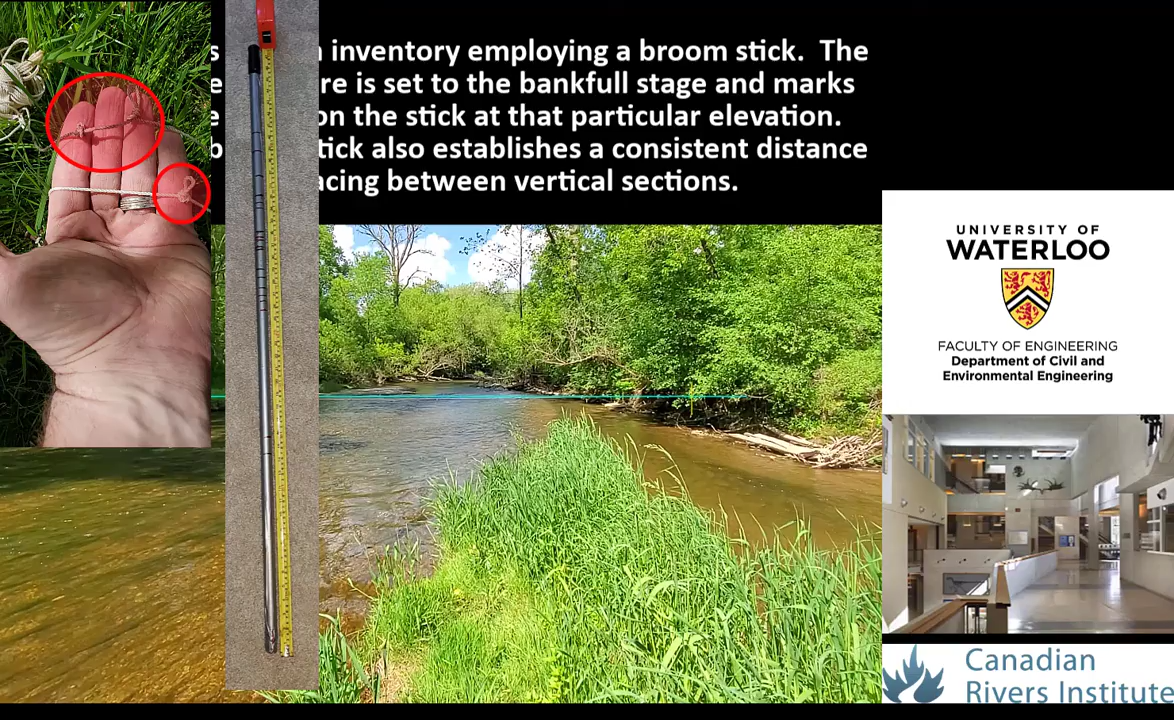 inventory employing a broom stick. The
re is set to the bankfull stage and marks
on the stick at that particular elevation.
tick also establishes a consistent distance
acing between vertical sections.
UNIVERSITY OF
WATERLOO
FACULTY OF ENGINEERING
Department of Civil and
Environmental Engineering
Canadian
Rivers Institute